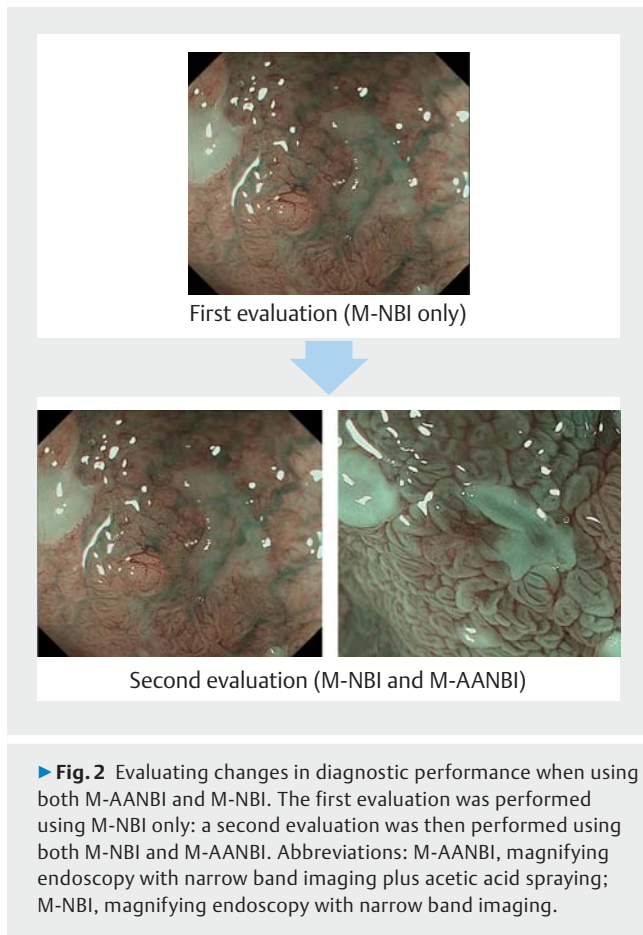 First evaluation (M-NBI only)
Second evaluation (M-NBI and M-AANBI)
▶ Fig. 2 Evaluating changes in diagnostic performance when using
both M-AANBI and M-NBI. The first evaluation was performed
using M-NBI only: a second evaluation was then performed using
both M-NBI and M-AANBI. Abbreviations: M-AANBI, magnifying
endoscopy with narrow band imaging plus acetic acid spraying;
M-NBI, magnifying endoscopy with narrow band imaging.